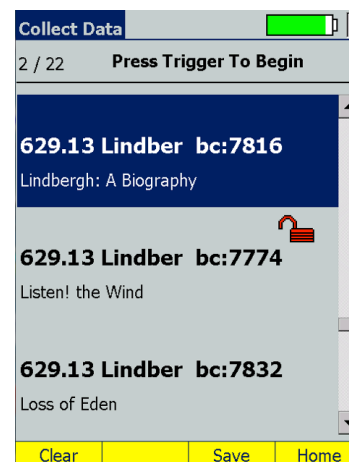 Collect Data
2 / 22 Press Trigger To Begin
629.13 Lindber bc:7816
Lindbergh: A Biography
629.13 Lindber bc:7774
Listen! the Wind
629.13 Lindber bc:7832
Loss of Eden
Clear Save Home